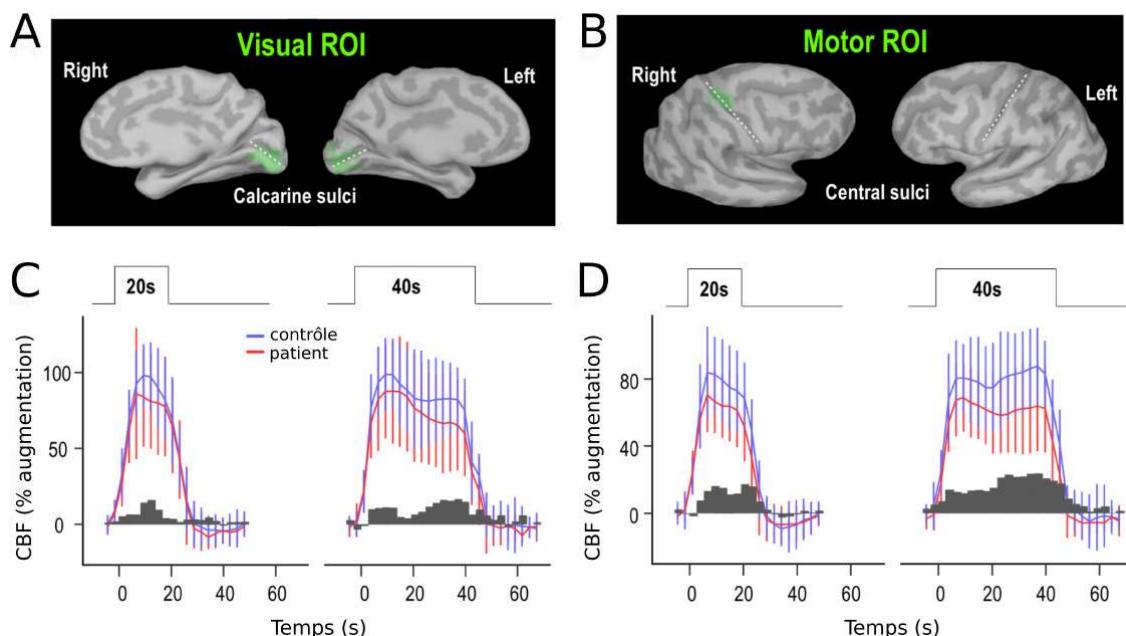 A
Visual ROI
Right
Left
Calcarine sulci
B
Motor ROI
Right
Left
Central sulci
C
20s
40s
contrôle
patient
CBF (% augmentation)
100
50
0
0 20 40 60 0 20 40 60
Temps (s)
D
20s
40s
CBF (% augmentation)
80
40
0
0 20 40 60 0 20 40 60
Temps (s)